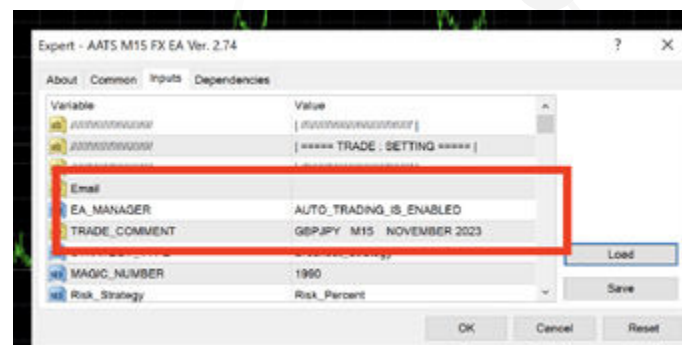 Expert - AATS M15 FX EA Ver. 2.74
? X
About Common Inputs Dependencies
Variable Value
| ===== TRADE : SETTING ===== |
Email
EA_MANAGER AUTO_TRADING_IS_ENABLED
TRADE_COMMENT GBPJPY M15 NOVEMBER 2023
Load
MAGIC_NUMBER 1990
Save
Risk_Strategy Risk_Percent
OK Cancel Reset